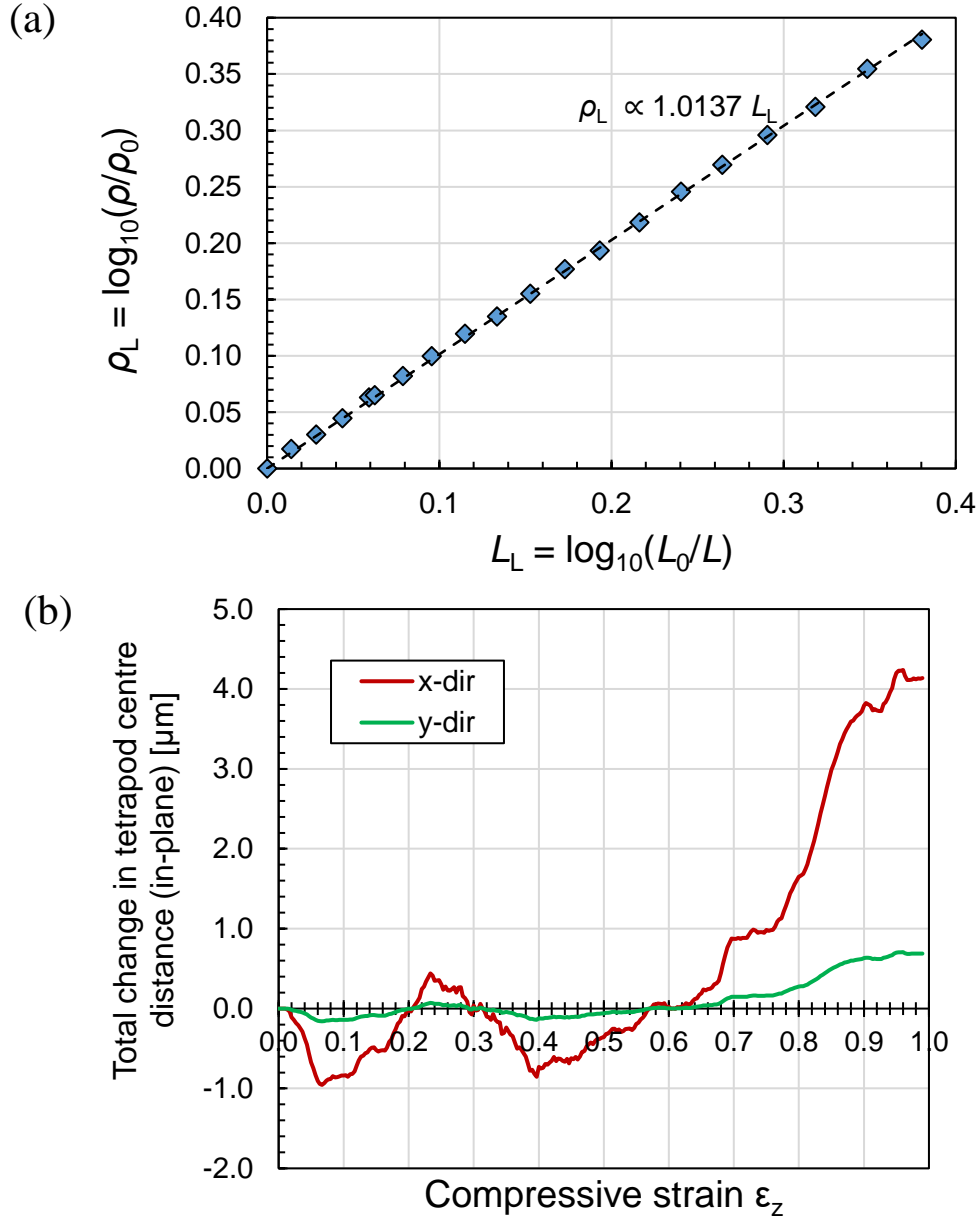 (a)
0.40
0.35
0.30
0.25
0.20
0.15
0.10
0.05
0.00
ρL = log10(ρ/ρ0)
ρL ∝ 1.0137 LL
0.0 0.1 0.2 0.3 0.4
LL = log10(L0/L)
(b)
5.0
4.0
3.0
2.0
1.0
0.0
-1.0
-2.0
Total change in tetrapod centre
distance (in-plane) [µm]
x-dir
y-dir
0.0 0.1 0.2 0.3 0.4 0.5 0.6 0.7 0.8 0.9 1.0
Compressive strain εz